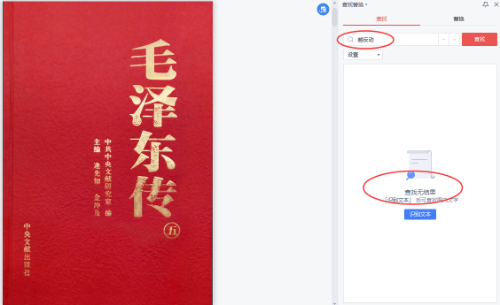 毛泽东传
五
中共中央文献研究室 编
主编 逄先知 金冲及
中央文献出版社
查找替换
查找
替换
查找
设置
查找无结果
识别文本